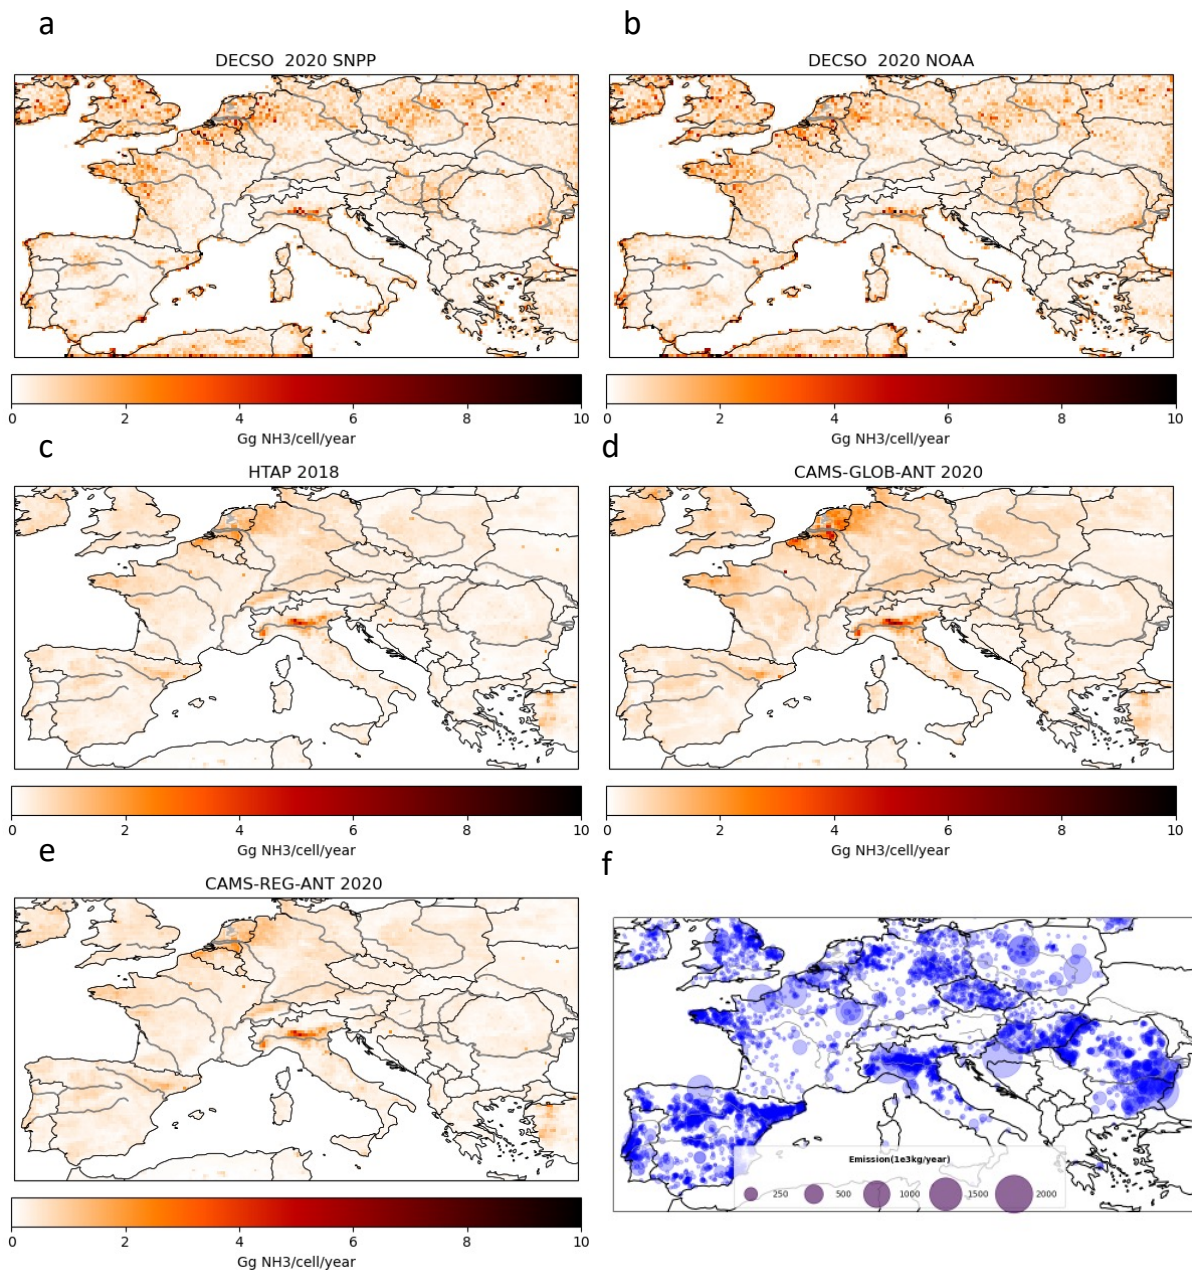 a
b
DECSO 2020 SNPP
DECSO 2020 NOAA
0 2 4 6 8 10
Gg NH3/cell/year
0 2 4 6 8 10
Gg NH3/cell/year
c
d
HTAP 2018
CAMS-GLOB-ANT 2020
0 2 4 6 8 10
Gg NH3/cell/year
0 2 4 6 8 10
Gg NH3/cell/year
e
f
CAMS-REG-ANT 2020
0 2 4 6 8 10
Gg NH3/cell/year
Emission(1e3kg/year)
250 500 1000 1500 2000